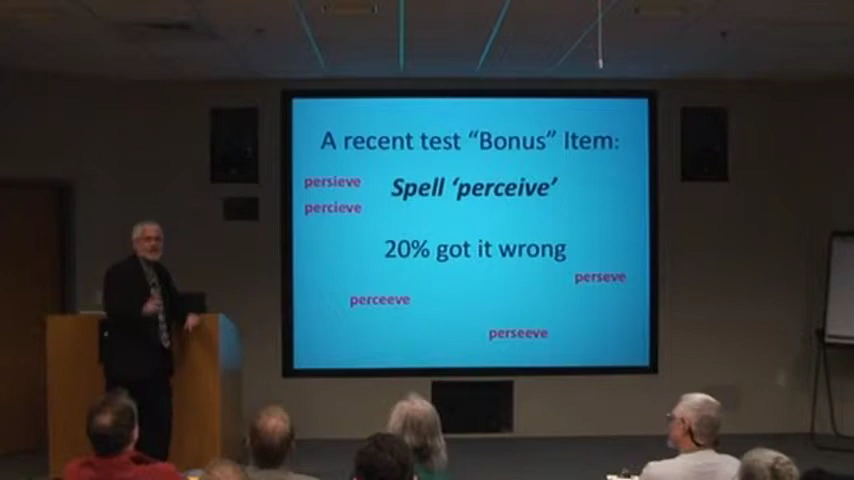 A recent test “Bonus” Item:
persieve
Spell ‘perceive’
percieve
20% got it wrong
perseve
perceeve
perseeve